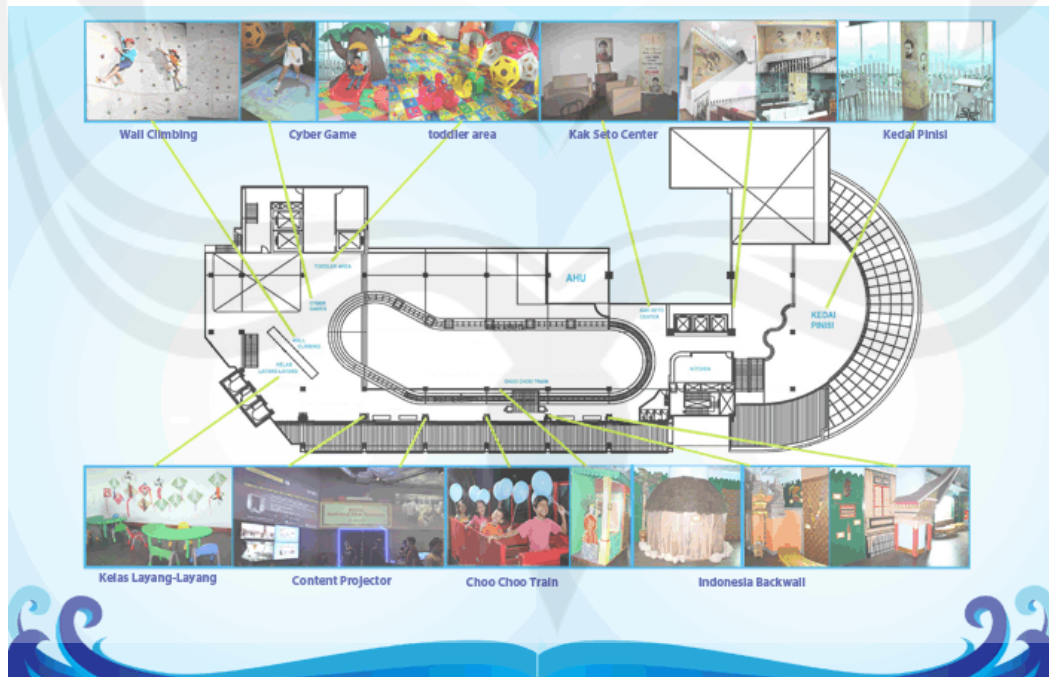 Wall Climbing
Cyber Game
toddler area
Kak Seto Center
Kedai Pinisi
TODDLER AREA
CYBER
GAMES
AHU
KAK SETO
CENTER
KEDAI
PINISI
WALL
CLIMBING
KELAS
LAYANG-LAYANG
KITCHEN
CHOO CHOO TRAIN
Kelas Layang-Layang
Content Projector
Choo Choo Train
Indonesia Backwall